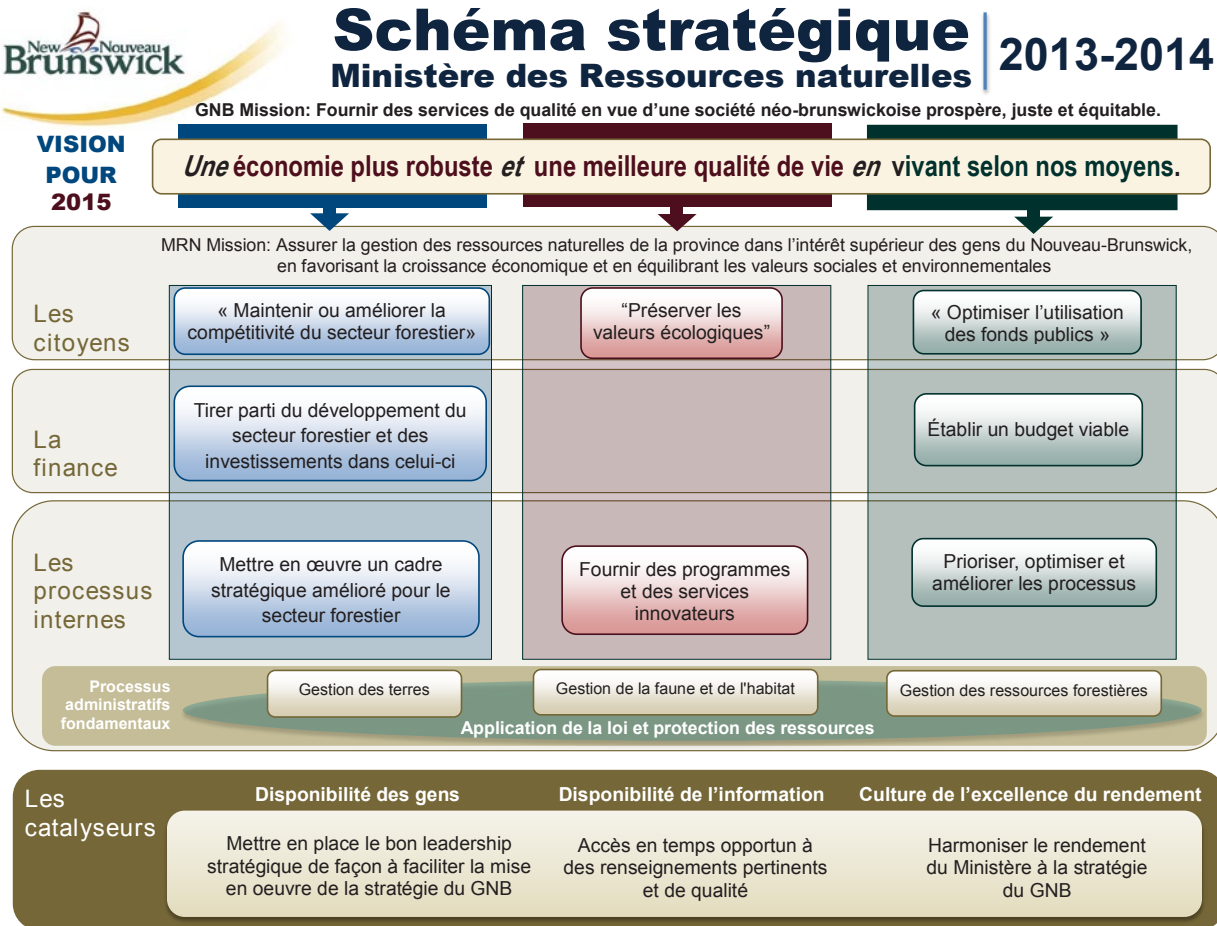 New Nouveau
Brunswick
Schéma stratégique
Ministère des Ressources naturelles
2013-2014
GNB Mission: Fournir des services de qualité en vue d’une société néo-brunswickoise prospère, juste et équitable.
VISION
POUR
2015
Une économie plus robuste et une meilleure qualité de vie en vivant selon nos moyens.
MRN Mission: Assurer la gestion des ressources naturelles de la province dans l’intérêt supérieur des gens du Nouveau-Brunswick,
en favorisant la croissance économique et en équilibrant les valeurs sociales et environnementales
Les
citoyens
« Maintenir ou améliorer la
compétitivité du secteur forestier»
“Préserver les
valeurs écologiques”
« Optimiser l’utilisation
des fonds publics »
La
finance
Tirer parti du développement du
secteur forestier et des
investissements dans celui-ci
Établir un budget viable
Les
processus
internes
Mettre en œuvre un cadre
stratégique amélioré pour le
secteur forestier
Fournir des programmes
et des services
innovateurs
Prioriser, optimiser et
améliorer les processus
Processus
administratifs
fondamentaux
Gestion des terres
Gestion de la faune et de l'habitat
Gestion des ressources forestières
Application de la loi et protection des ressources
Les
catalyseurs
Disponibilité des gens
Mettre en place le bon leadership
stratégique de façon à faciliter la mise
en oeuvre de la stratégie du GNB
Disponibilité de l’information
Accès en temps opportun à
des renseignements pertinents
et de qualité
Culture de l’excellence du rendement
Harmoniser le rendement
du Ministère à la stratégie
du GNB